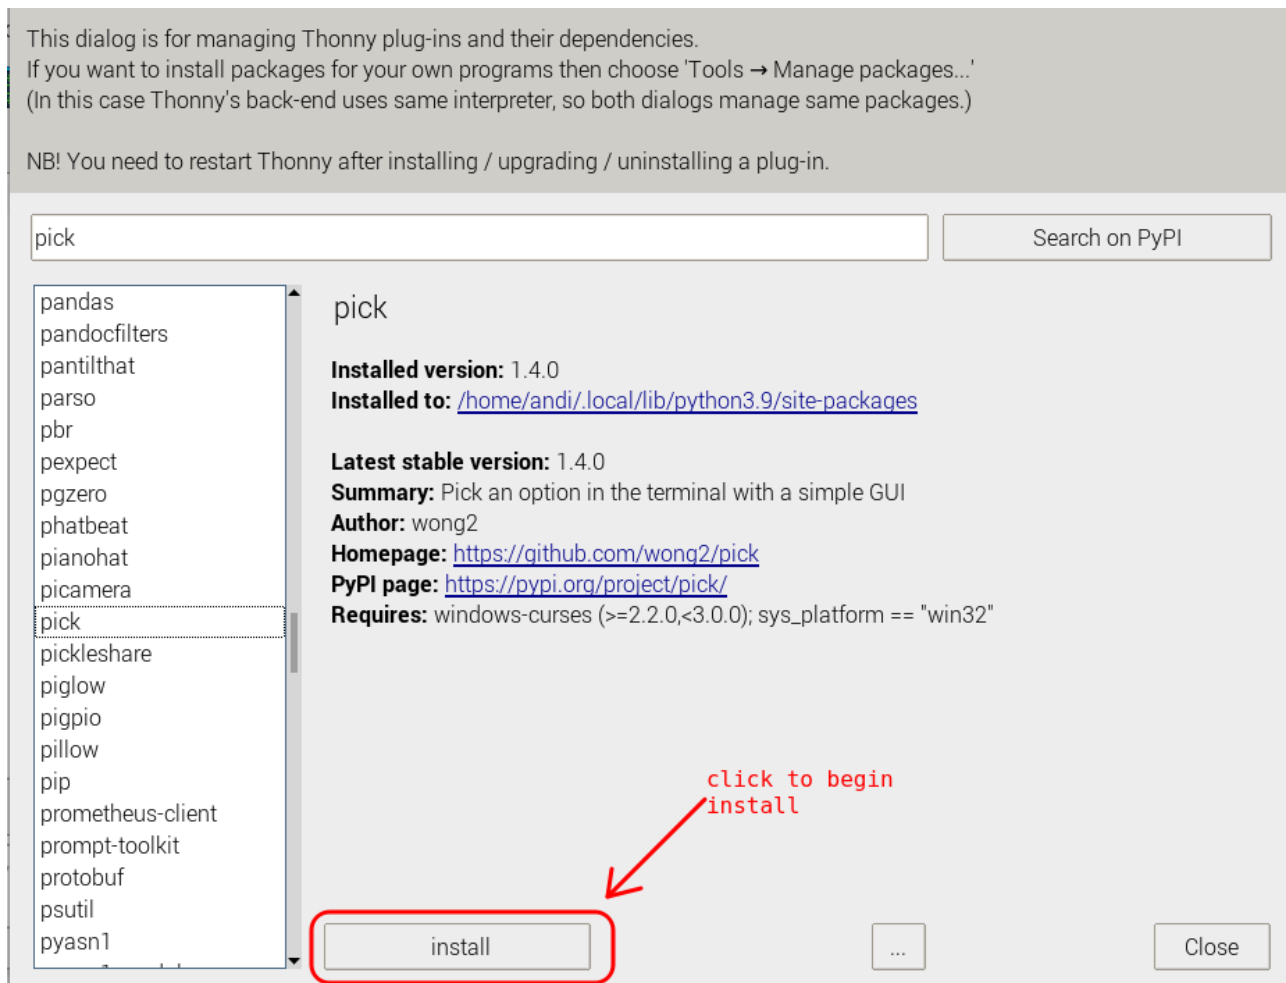 This dialog is for managing Thonny plug-ins and their dependencies.
If you want to install packages for your own programs then choose 'Tools → Manage packages...'
(In this case Thonny's back-end uses same interpreter, so both dialogs manage same packages.)
NB! You need to restart Thonny after installing / upgrading / uninstalling a plug-in.
pick
Search on PyPI
pandas
pandocfilters
pantilthat
parso
pbr
pexpect
pgzero
phatbeat
pianohat
picamera
pick
pickleshare
piglow
pigpio
pillow
pip
prometheus-client
prompt-toolkit
protobuf
psutil
pyasn1
pick
Installed version: 1.4.0
Installed to: /home/andi/.local/lib/python3.9/site-packages
Latest stable version: 1.4.0
Summary: Pick an option in the terminal with a simple GUI
Author: wong2
Homepage: https://github.com/wong2/pick
PyPI page: https://pypi.org/project/pick/
Requires: windows-curses (>=2.2.0,<3.0.0); sys_platform == "win32"
click to begin
install
install
...
Close